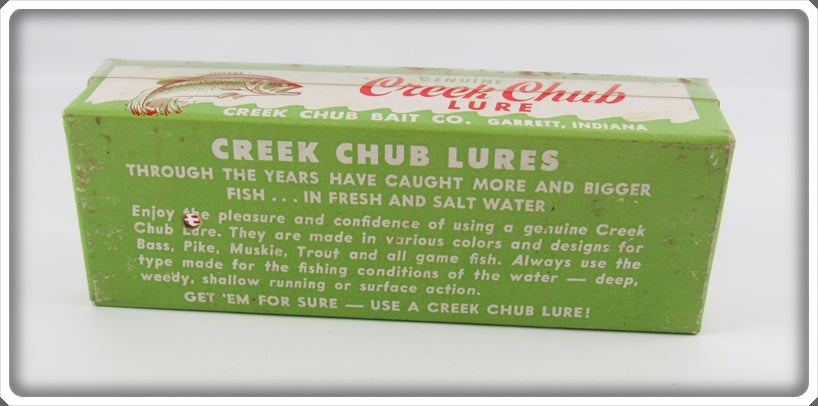 GENUINE
Creek Chub
LURE
CREEK CHUB BAIT CO. GARRETT, INDIANA
CREEK CHUB LURES
THROUGH THE YEARS HAVE CAUGHT MORE AND BIGGER
FISH . . . IN FRESH AND SALT WATER
Enjoy the pleasure and confidence of using a genuine Creek
Chub Lure. They are made in various colors and designs for
Bass, Pike, Muskie, Trout and all game fish. Always use the
type made for the fishing conditions of the water — deep,
weedy, shallow running or surface action.
GET 'EM FOR SURE — USE A CREEK CHUB LURE!